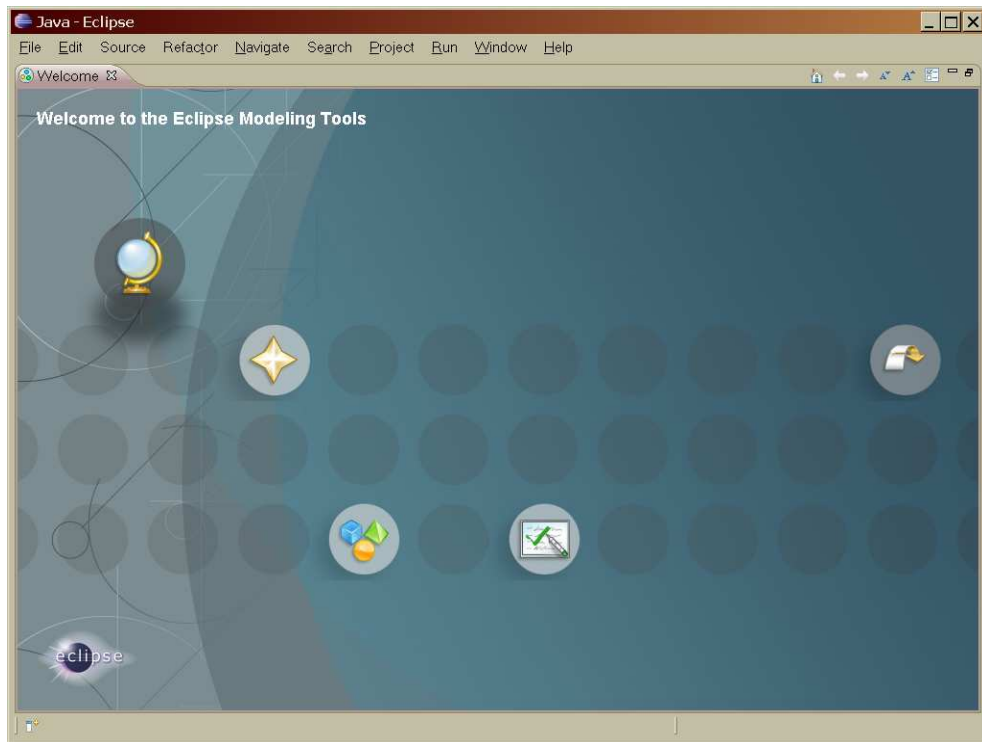 Java - Eclipse
File Edit Source Refactor Navigate Search Project Run Window Help
Welcome
Welcome to the Eclipse Modeling Tools
eclipse